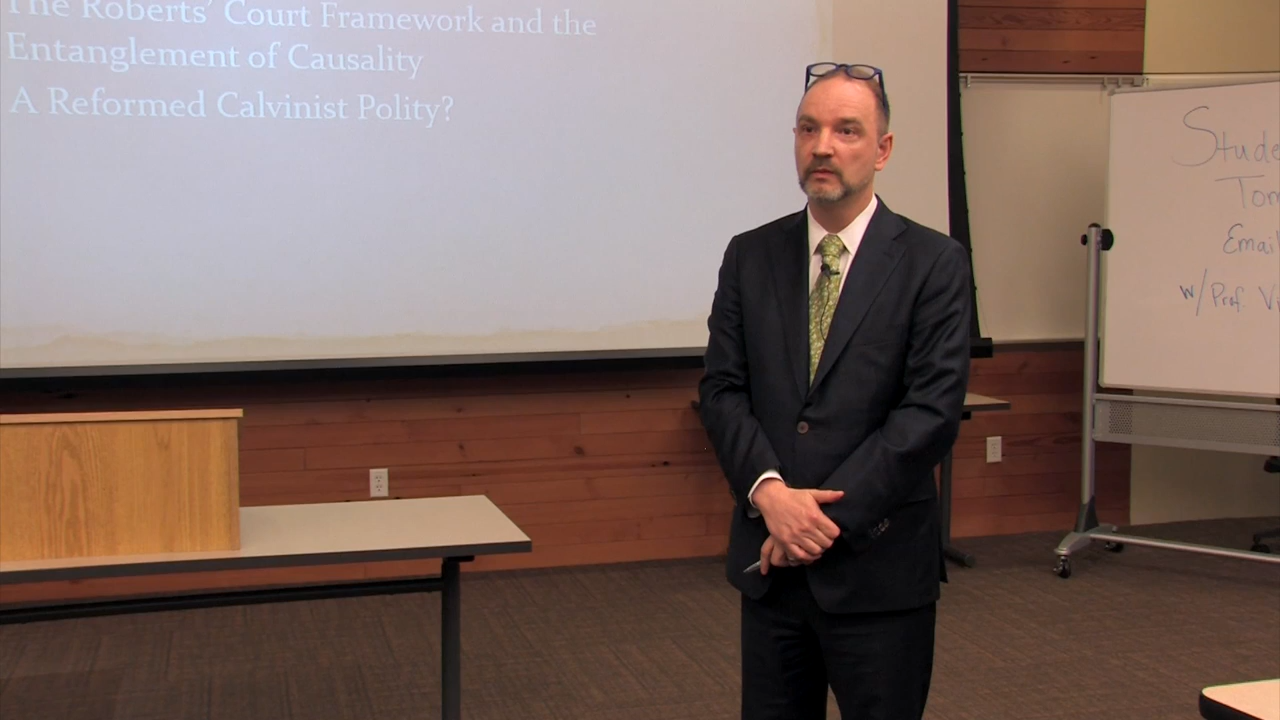 The Roberts' Court Framework and the
Entanglement of Causality
A Reformed Calvinist Polity?
Stude
Tom
Email
w/ Prof. V